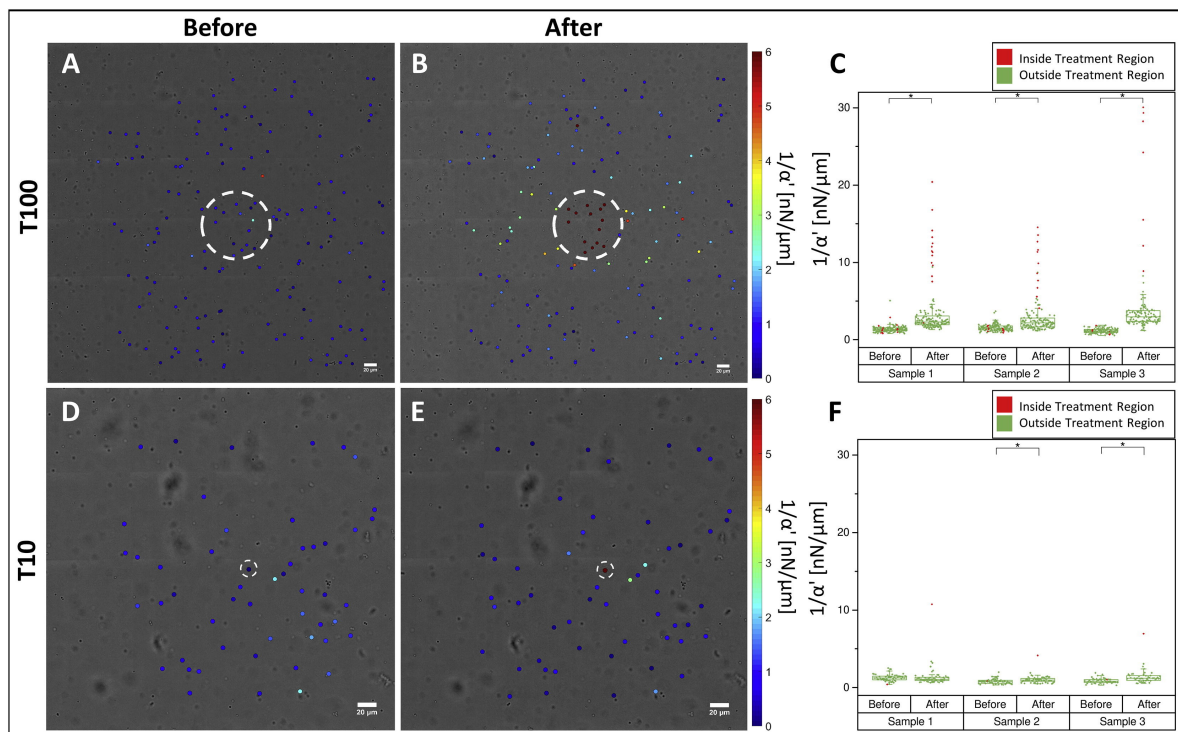 Before
After
T100
A
20 µm
B
20 µm
6
5
4
3
2
1
0
1/α' [nN/µm]
C
Inside Treatment Region
Outside Treatment Region
1/α' [nN/µm]
30
20
10
0
* * *
Before After Before After Before After
Sample 1 Sample 2 Sample 3
T10
D
20 µm
E
20 µm
6
5
4
3
2
1
0
1/α' [nN/µm]
F
Inside Treatment Region
Outside Treatment Region
1/α' [nN/µm]
30
20
10
0
* *
Before After Before After Before After
Sample 1 Sample 2 Sample 3